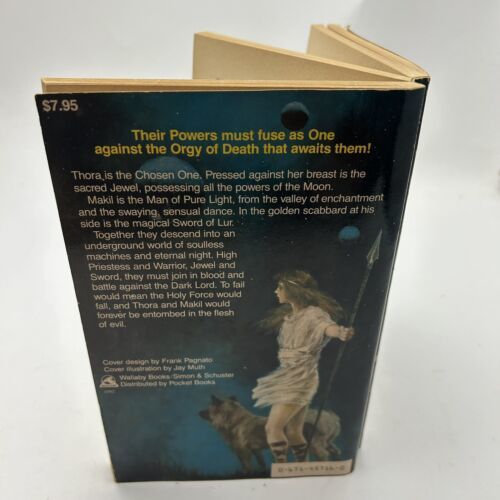 $7.95
Their Powers must fuse as One
against the Orgy of Death that awaits them!
Thora is the Chosen One. Pressed against her breast is the
sacred Jewel, possessing all the powers of the Moon.
Makil is the Man of Pure Light, from the valley of enchantment
and the swaying, sensual dance. In the golden scabbard at his
side is the magical Sword of Lur.
Together they descend into an
underground world of soulless
machines and eternal night. High
Priestess and Warrior, Jewel and
Sword, they must join in blood and
battle against the Dark Lord. To fail
would mean the Holy Force would
fall, and Thora and Makil would
forever be entombed in the flesh
of evil.
Cover design by Frank Pagnato
Cover illustration by Jay Muth
Wallaby Books/Simon & Schuster
Distributed by Pocket Books